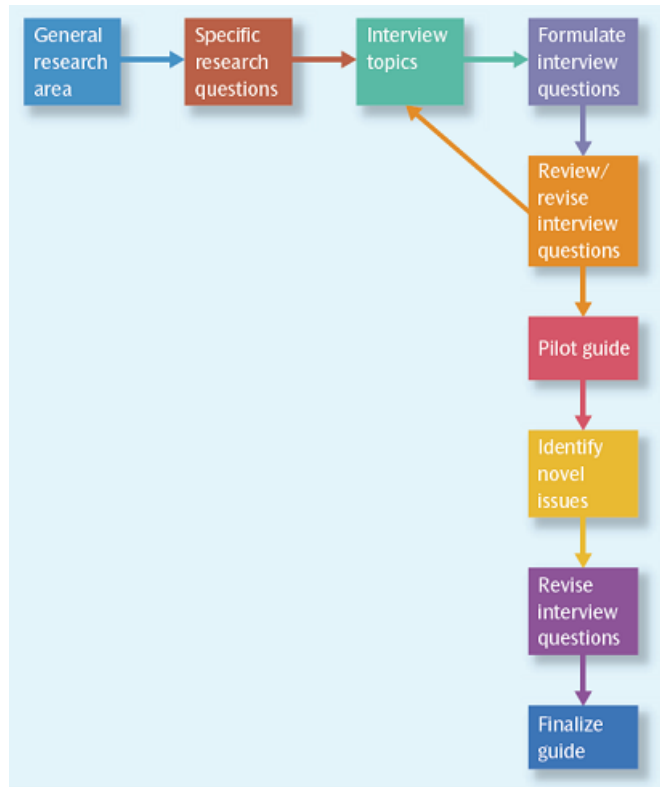 General
research
area
Specific
research
questions
Interview
topics
Formulate
interview
questions
Review/
revise
interview
questions
Pilot guide
Identify
novel
issues
Revise
interview
questions
Finalize
guide